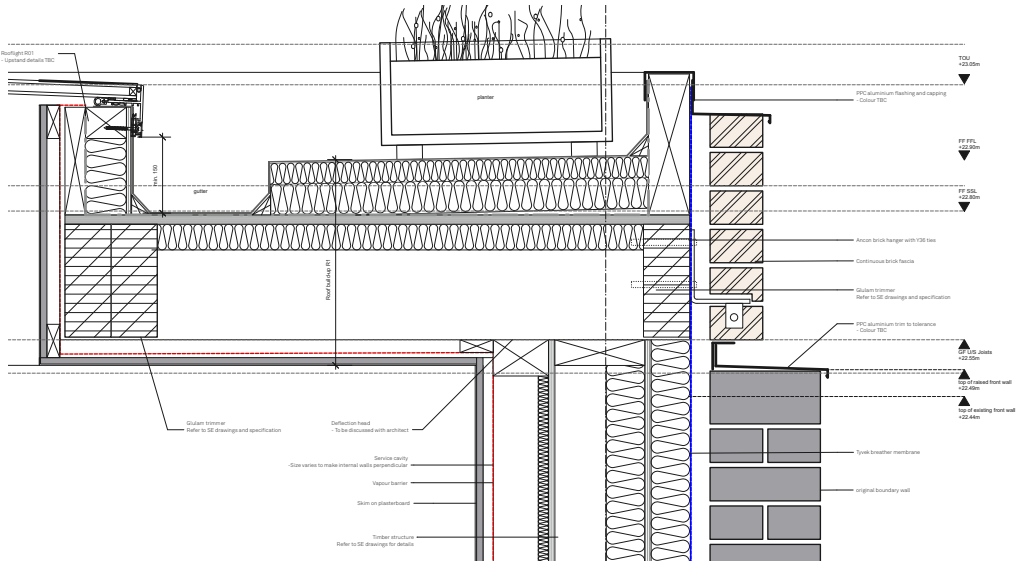 Rooflight R01
- Upstand details TBC
planter
TOU
+23.05m
PPC aluminium flashing and capping
- Colour TBC
FF FFL
+22.90m
min. 150
gutter
FF SSL
+22.80m
Roof buildup R1
Ancon brick hanger with Y36 ties
Continuous brick fascia
Glulam trimmer
Refer to SE drawings and specification
PPC aluminium trim to tolerance
- Colour TBC
GF U/S Joists
+22.55m
top of raised front wall
+22.49m
top of existing front wall
+22.44m
Glulam trimmer
Refer to SE drawings and specification
Deflection head
- To be discussed with architect
Service cavity
-Size varies to make internal walls perpendicular
Tyvek breather membrane
Vapour barrier
original boundary wall
Skim on plasterboard
Timber structure
Refer to SE drawings for details